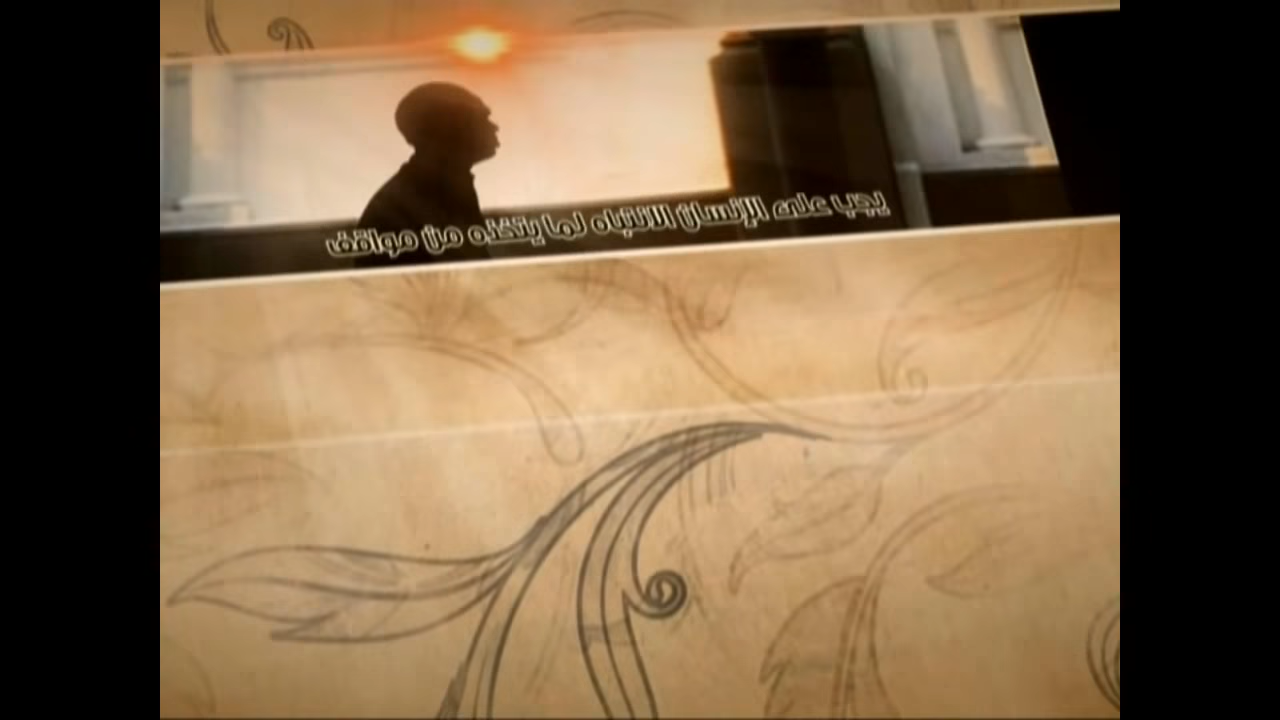 يجب على الإنسان الانتباه لما يتخذه من مواقف